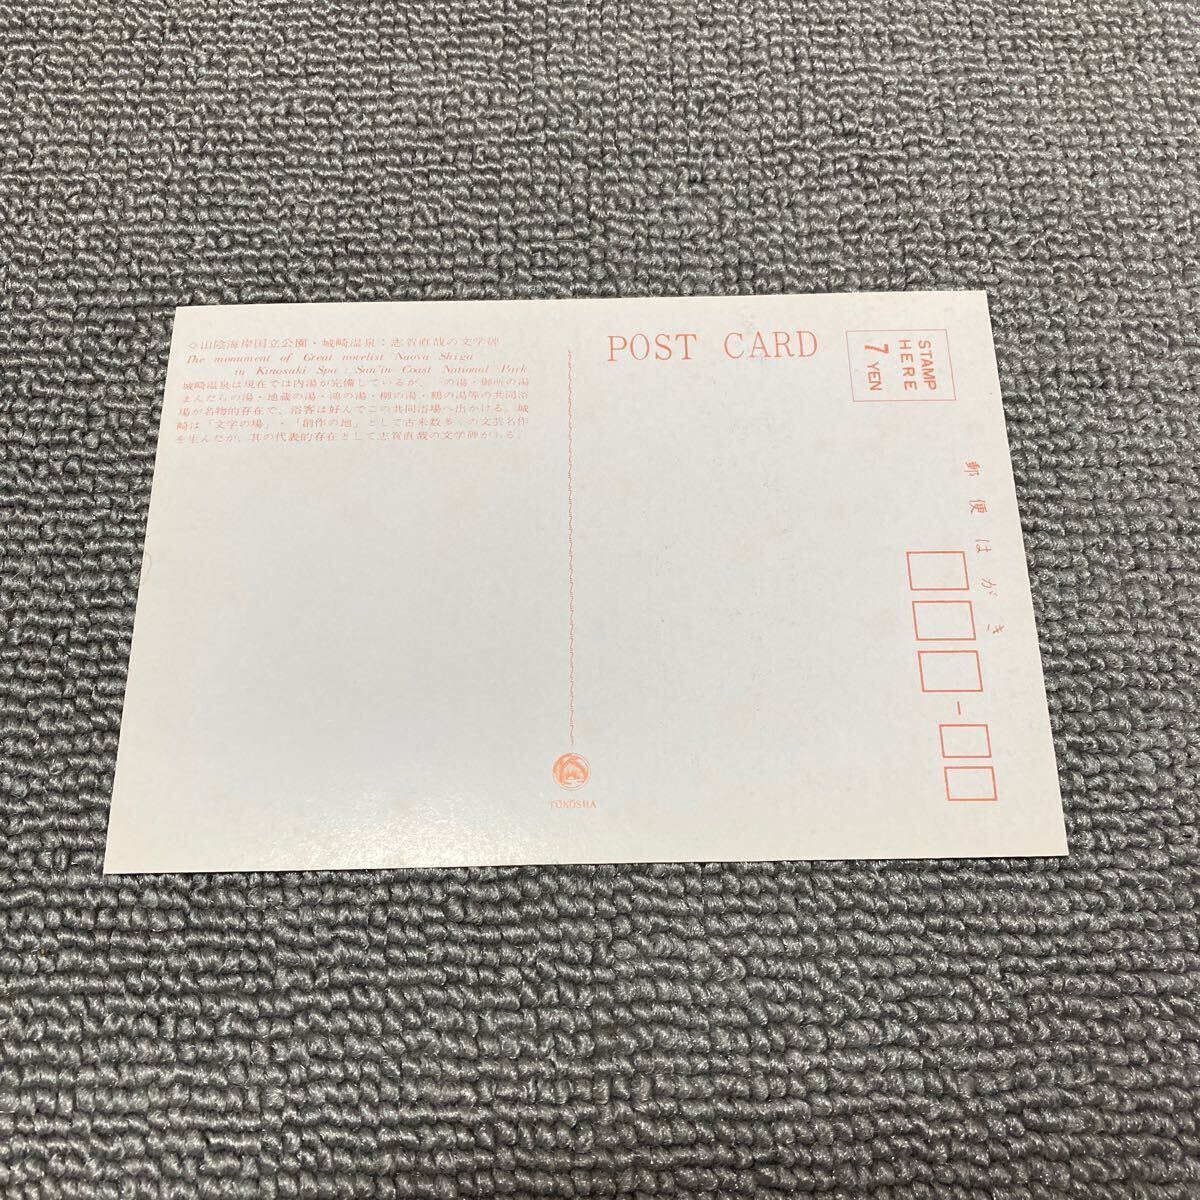 ◇山陰海岸国立公園・城崎温泉：志賀直哉の文学碑
The monument of Great novelist Naova Shiga
in Kinosaki Spa : San'in Coast National Park
城崎温泉は現在では内湯が完備しているが、一の湯・御所の湯
まんだらの湯・地蔵の湯・鴻の湯・柳の湯・鶴の湯等の共同浴
場が名物的存在で、浴客は好んでこの共同浴場へ出かける。城
崎は「文学の場」・「創作の地」として古来数多くの文芸名作
を生んだが、其の代表的存在として志賀直哉の文学碑がある。
POST CARD
STAMP
HERE
7 YEN
郵便はがき
TOKOSHA